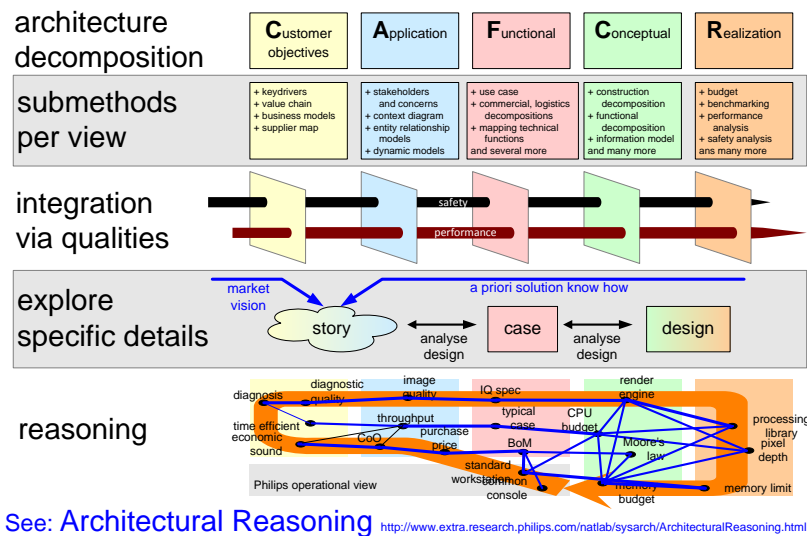 architecture
decomposition
Customer
objectives
Application
Functional
Conceptual
Realization
submethods
per view
+ keydrivers
+ value chain
+ business models
+ supplier map
+ stakeholders
and concerns
+ context diagram
+ entity relationship
models
+ dynamic models
+ use case
+ commercial, logistics
decompositions
+ mapping technical
functions
and several more
+ construction
decomposition
+ functional
decomposition
+ information model
and many more
+ budget
+ benchmarking
+ performance
analysis
+ safety analysis
ans many more
integration
via qualities
safety
performance
explore
specific details
market
vision
a priori solution know how
story
analyse
design
case
analyse
design
design
reasoning
diagnosis
diagnostic
quality
image
quality
IQ spec
render
engine
time efficient
throughput
typical
case
CPU
budget
processing
library
economic
sound
CoO
purchase
price
BoM
Moore's
law
pixel
depth
standard
workstation
common
console
memory
budget
memory limit
Philips operational view
See: Architectural Reasoning http://www.extra.research.philips.com/natlab/sysarch/ArchitecturalReasoning.html